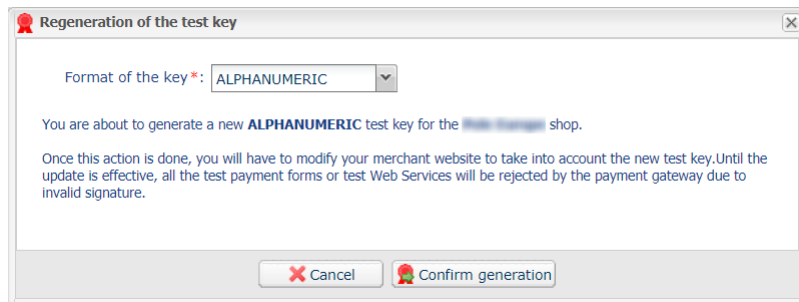 Regeneration of the test key
Format of the key*: ALPHANUMERIC
You are about to generate a new ALPHANUMERIC test key for the shop.
Once this action is done, you will have to modify your merchant website to take into account the new test key.Until the
update is effective, all the test payment forms or test Web Services will be rejected by the payment gateway due to
invalid signature.
Cancel Confirm generation